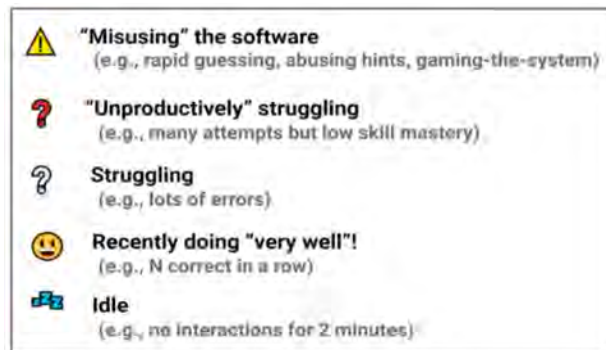 "Misusing" the software
(e.g., rapid guessing, abusing hints, gaming-the-system)
"Unproductively" struggling
(e.g., many attempts but low skill mastery)
Struggling
(e.g., lots of errors)
Recently doing "very well"!
(e.g., N correct in a row)
Idle
(e.g., no interactions for 2 minutes)